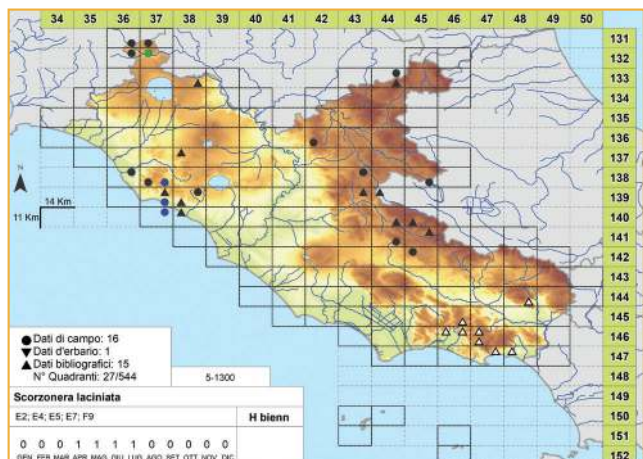 34 35 36 37 38 39 40 41 42 43 44 45 46 47 48 49 50
131
132
133
134
135
136
137
138
139
140
141
142
143
144
145
146
147
148
149
150
151
152
N
14 Km
11 Km
Dati di campo: 16
Dati d'erbario: 1
Dati bibliografici: 15
N° Quadranti: 27/544
5-1300
Scorzonera laciniata
E2; E4; E5; E7; F9
H bienn
0 0 0 1 1 1 1 0 0 0 0 0
GEN FEB MAR APR MAG GIU LUG AGO SET OTT NOV DIC